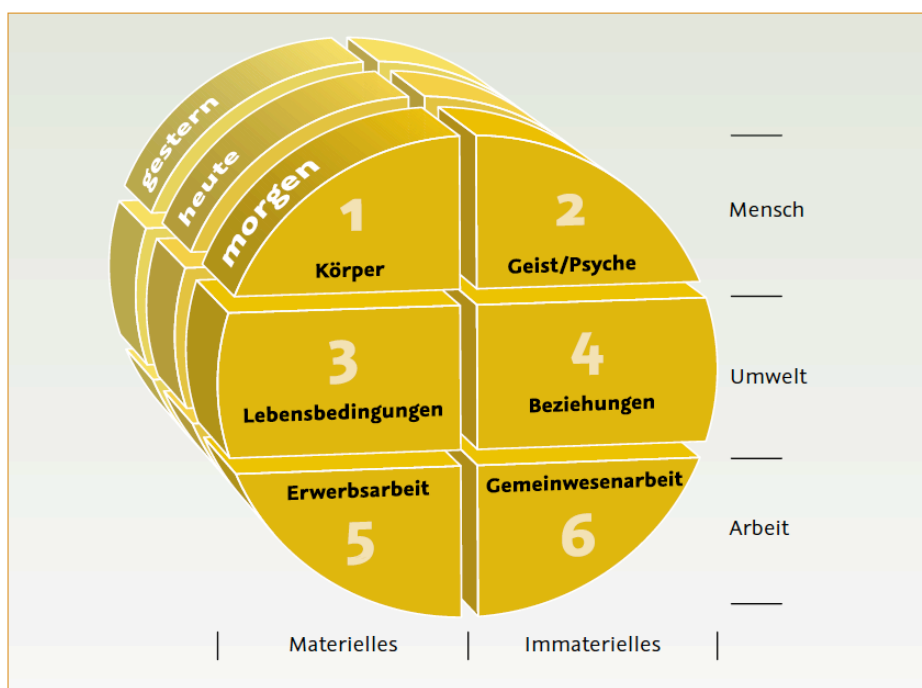 gestern
heute
morgen
1
Körper
2
Geist/Psyche
Mensch
3
Lebensbedingungen
4
Beziehungen
Umwelt
Erwerbsarbeit
5
Gemeinwesenarbeit
6
Arbeit
Materielles
Immaterielles